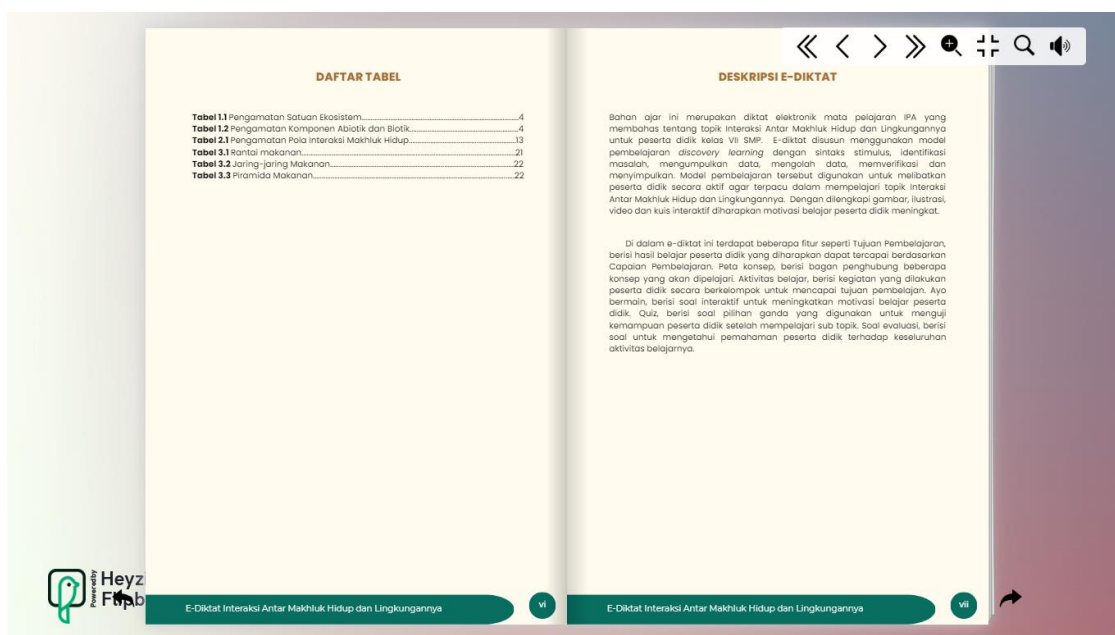 DAFTAR TABEL
Tabel 1.1 Pengamatan Satuan Ekosistem....4
Tabel 1.2 Pengamatan Komponen Abiotik dan Biotik....4
Tabel 2.1 Pengamatan Pola Interaksi Makhluk Hidup....13
Tabel 3.1 Rantai makanan....21
Tabel 3.2 Jaring-jaring Makanan....22
Tabel 3.3 Piramida Makanan....22
E-Diktat Interaksi Antar Makhluk Hidup dan Lingkungannya
vi
DESKRIPSI E-DIKTAT
Bahan ajar ini merupakan diktat elektronik mata pelajaran IPA yang
membahas tentang topik Interaksi Antar Makhluk Hidup dan Lingkungannya
untuk peserta didik kelas VII SMP. E-diktat disusun menggunakan model
pembelajaran discovery learning dengan sintaks stimulus, identifikasi
masalah, mengumpulkan data, mengolah data, memverifikasi dan
menyimpulkan. Model pembelajaran tersebut digunakan untuk melibatkan
peserta didik secara aktif agar terpacu dalam mempelajari topik Interaksi
Antar Makhluk Hidup dan Lingkungannya. Dengan dilengkapi gambar, ilustrasi,
video dan kuis interaktif diharapkan motivasi belajar peserta didik meningkat.
Di dalam e-diktat ini terdapat beberapa fitur seperti Tujuan Pembelajaran,
berisi hasil belajar peserta didik yang diharapkan dapat tercapai berdasarkan
Capaian Pembelajaran. Peta konsep, berisi bagan penghubung beberapa
konsep yang akan dipelajari. Aktivitas belajar, berisi kegiatan yang dilakukan
peserta didik secara berkelompok untuk mencapai tujuan pembelajan. Ayo
bermain, berisi soal interaktif untuk meningkatkan motivasi belajar peserta
didik. Quiz, berisi soal pilihan ganda yang digunakan untuk menguji
kemampuan peserta didik setelah mempelajari sub topik. Soal evaluasi, berisi
soal untuk mengetahui pemahaman peserta didik terhadap keseluruhan
aktivitas belajarnya.
E-Diktat Interaksi Antar Makhluk Hidup dan Lingkungannya
vii
Powered by
Heyz